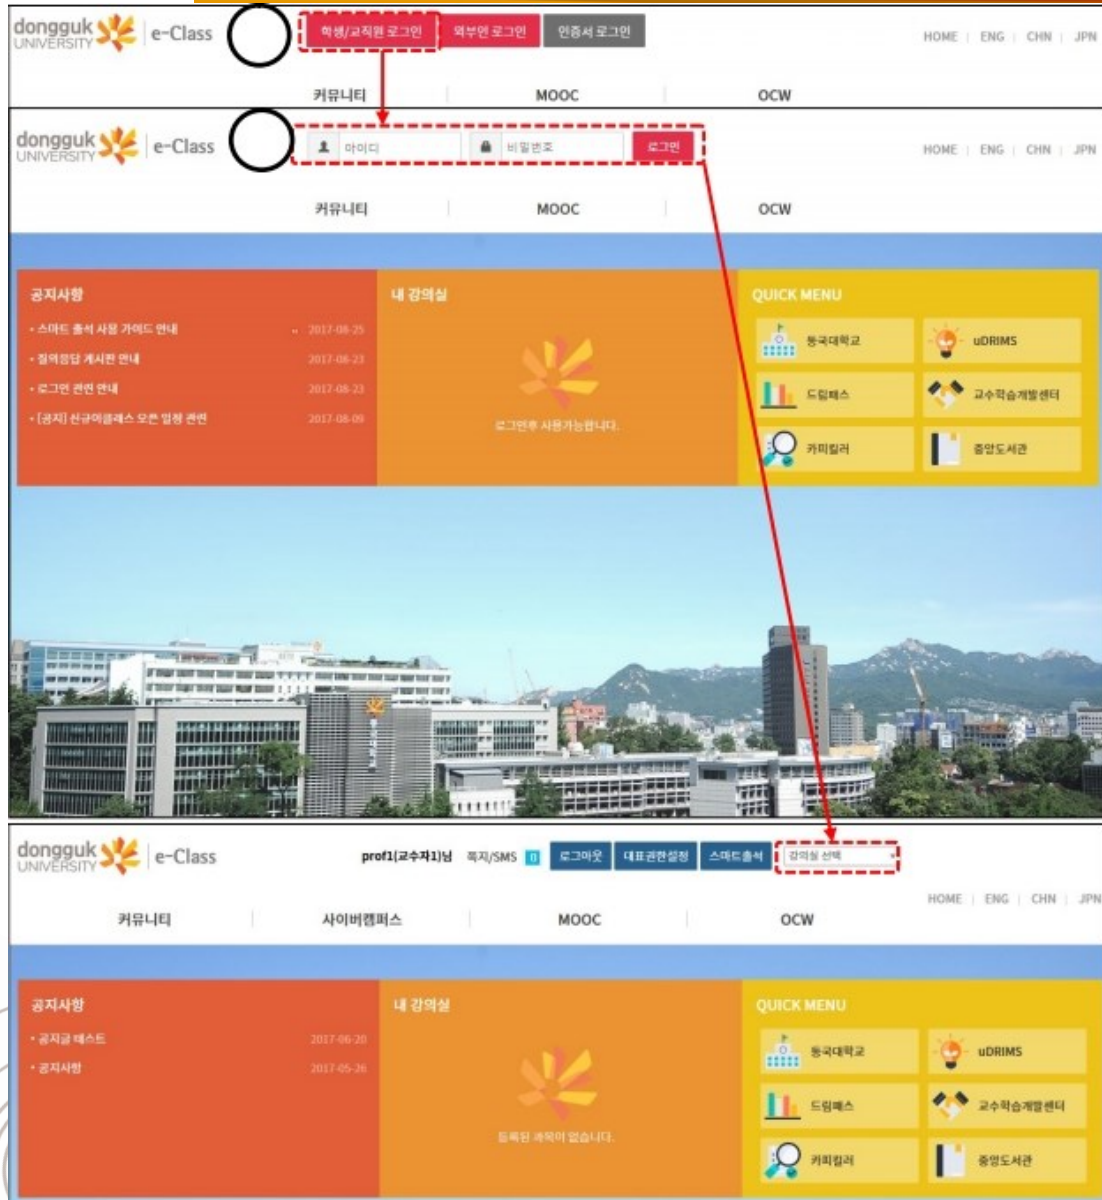 dongguk UNIVERSITY e-Class 학생/교직원 로그인 외부인 로그인 인증서 로그인
HOME | ENG | CHN | JPN
커뮤니티 MOOC OCW
dongguk UNIVERSITY e-Class 아이디 비밀번호 로그인
HOME | ENG | CHN | JPN
커뮤니티 MOOC OCW
공지사항
• 스마트 출석 사용 가이드 안내 .. 2017-08-25
• 질의응답 게시판 안내 2017-08-23
• 로그인 관련 안내 2017-08-23
• [공지] 신규이클래스 오픈 일정 관련 2017-08-09
내 강의실
로그인후 사용가능합니다.
QUICK MENU
동국대학교 uDRIMS
드림패스 교수학습개발센터
카피킬러 중앙도서관
동국대학교
dongguk UNIVERSITY e-Class prof1(교수자1)님 쪽지/SMS 0 로그아웃 대표권한설정 스마트출석 강의실 선택
HOME | ENG | CHN | JPN
커뮤니티 사이버캠퍼스 MOOC OCW
공지사항
• 공지글 테스트 2017-06-20
• 공지사항 2017-05-26
내 강의실
등록된 과목이 없습니다.
QUICK MENU
동국대학교 uDRIMS
드림패스 교수학습개발센터
카피킬러 중앙도서관